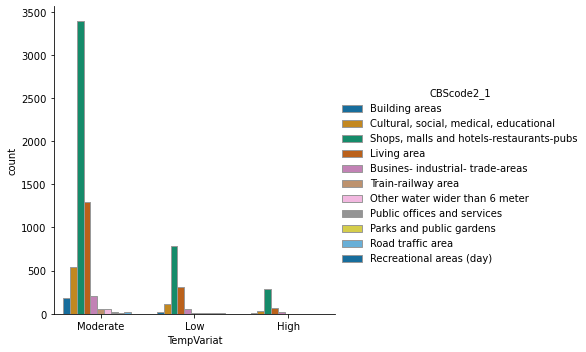 3500
3000
2500
2000
1500
1000
500
0
count
Moderate
Low
High
TempVariat
CBScode2_1
Building areas
Cultural, social, medical, educational
Shops, malls and hotels-restaurants-pubs
Living area
Busines- industrial- trade-areas
Train-railway area
Other water wider than 6 meter
Public offices and services
Parks and public gardens
Road traffic area
Recreational areas (day)